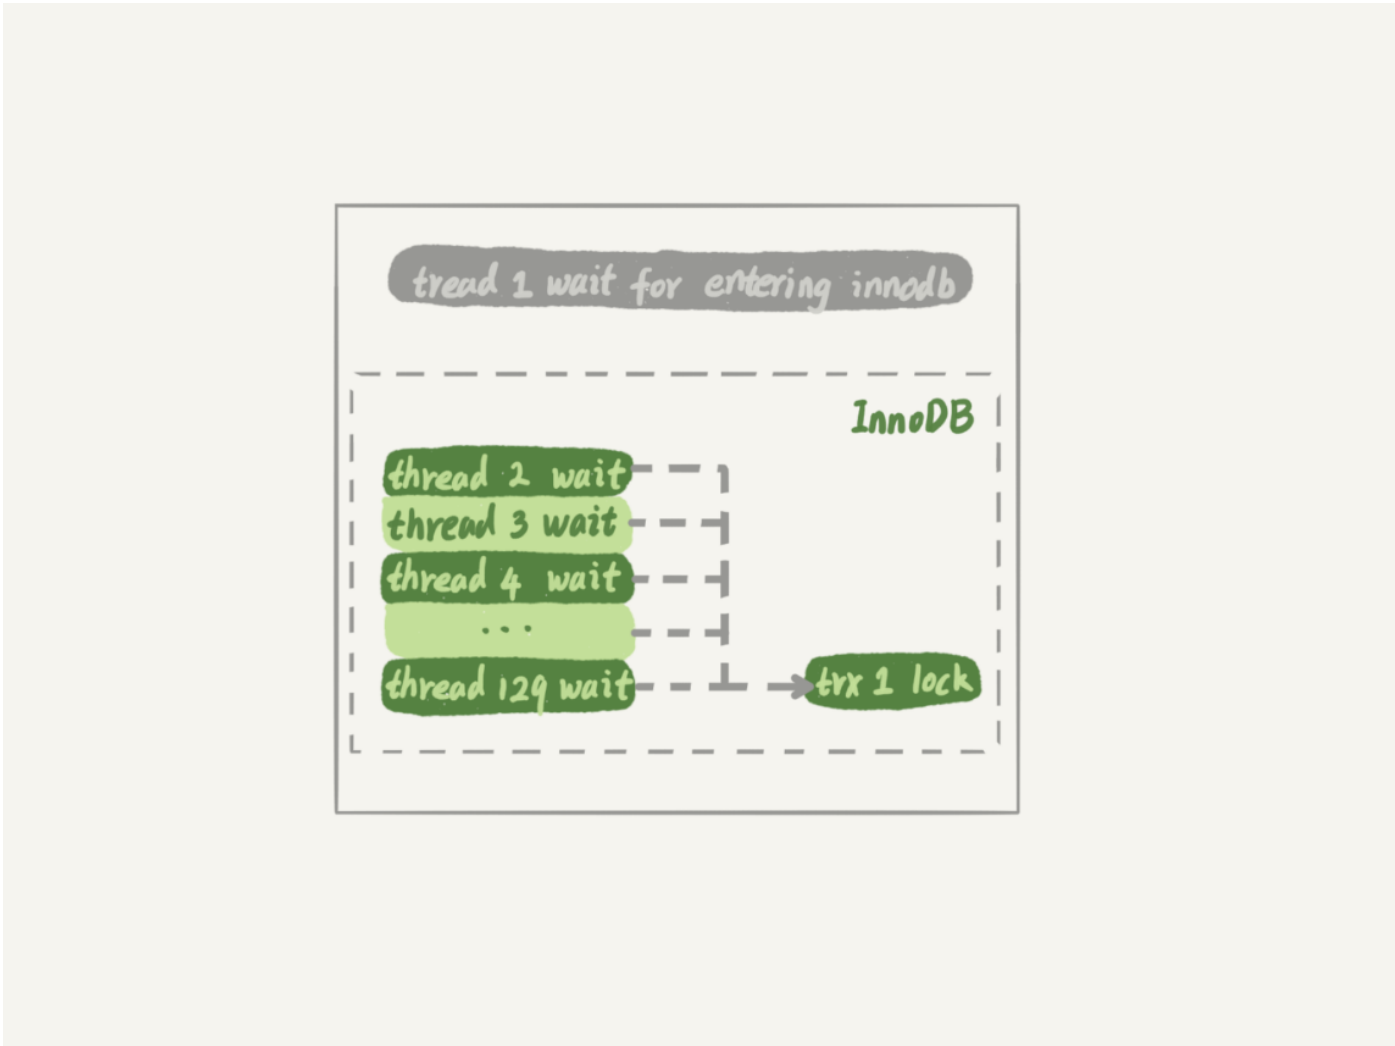 tread 1 wait for entering innodb
InnoDB
thread 2 wait
thread 3 wait
thread 4 wait
...
thread 129 wait
trx 1 lock